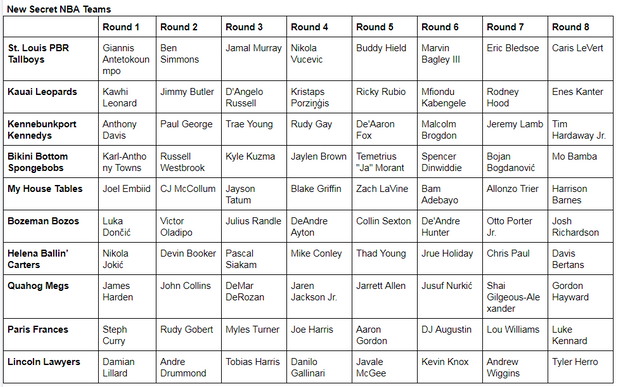 New Secret NBA Teams
Round 1 Round 2 Round 3 Round 4 Round 5 Round 6 Round 7 Round 8
St. Louis PBR Tallboys Giannis Antetokounmpo Ben Simmons Jamal Murray Nikola Vucevic Buddy Hield Marvin Bagley III Eric Bledsoe Caris LeVert
Kauai Leopards Kawhi Leonard Jimmy Butler D'Angelo Russell Kristaps Porziņģis Ricky Rubio Mfiondu Kabengele Rodney Hood Enes Kanter
Kennebunkport Kennedys Anthony Davis Paul George Trae Young Rudy Gay De'Aaron Fox Malcolm Brogdon Jeremy Lamb Tim Hardaway Jr.
Bikini Bottom Spongebobs Karl-Anthony Towns Russell Westbrook Kyle Kuzma Jaylen Brown Temetrius "Ja" Morant Spencer Dinwiddie Bojan Bogdanović Mo Bamba
My House Tables Joel Embiid CJ McCollum Jayson Tatum Blake Griffin Zach LaVine Bam Adebayo Allonzo Trier Harrison Barnes
Bozeman Bozos Luka Dončić Victor Oladipo Julius Randle DeAndre Ayton Collin Sexton De'Andre Hunter Otto Porter Jr. Josh Richardson
Helena Ballin' Carters Nikola Jokić Devin Booker Pascal Siakam Mike Conley Thad Young Jrue Holiday Chris Paul Davis Bertans
Quahog Megs James Harden John Collins DeMar DeRozan Jaren Jackson Jr. Jarrett Allen Jusuf Nurkić Shai Gilgeous-Alexander Gordon Hayward
Paris Frances Steph Curry Rudy Gobert Myles Turner Joe Harris Aaron Gordon DJ Augustin Lou Williams Luke Kennard
Lincoln Lawyers Damian Lillard Andre Drummond Tobias Harris Danilo Gallinari Javale McGee Kevin Knox Andrew Wiggins Tyler Herro